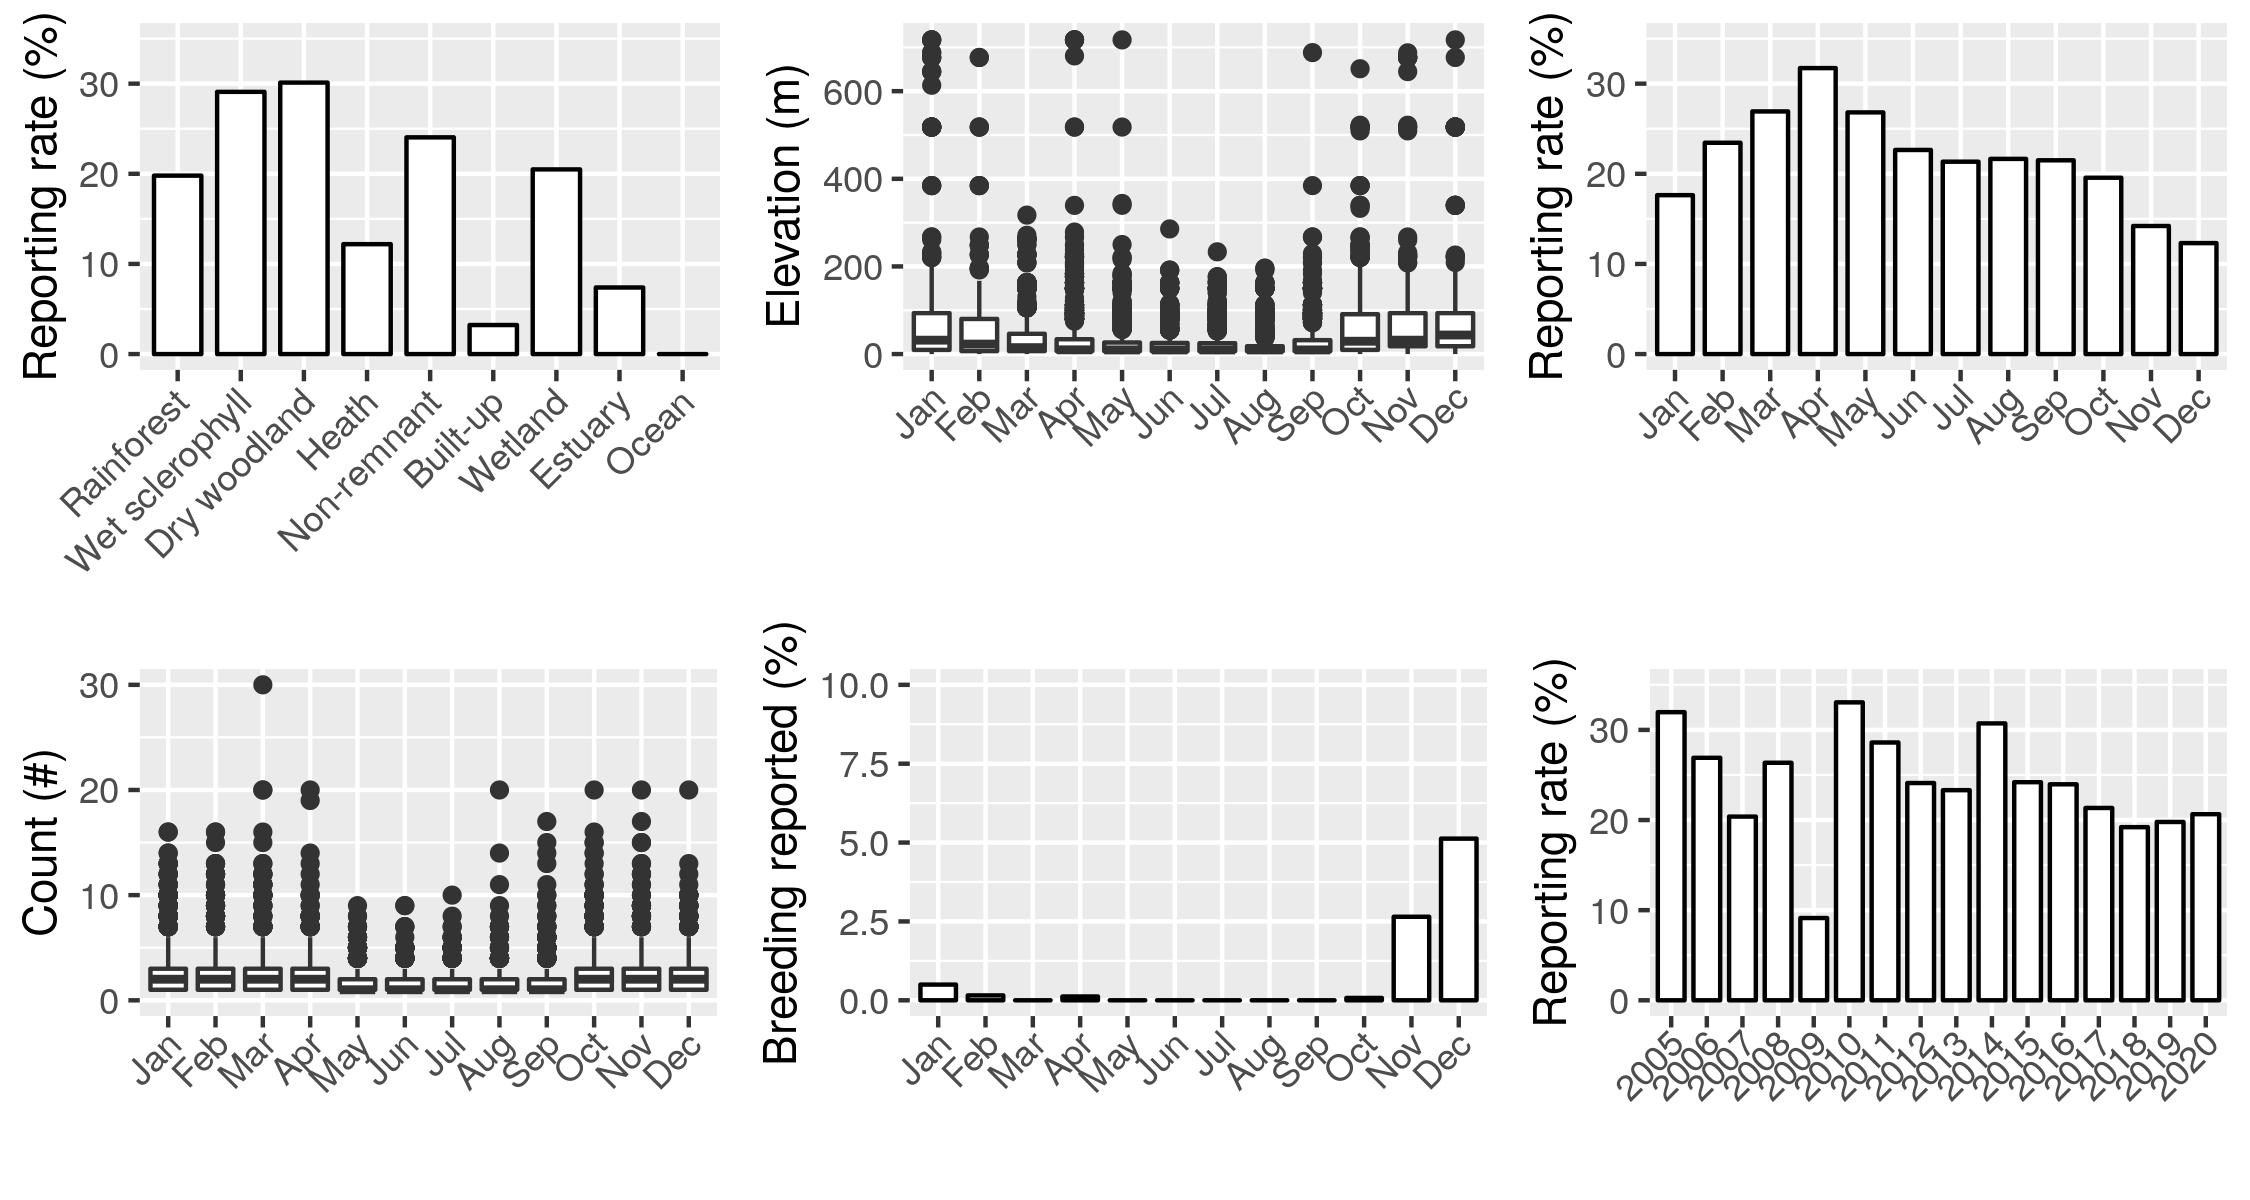 Reporting rate (%)
30
20
10
0
Rainforest
Wet sclerophyll
Dry woodland
Heath
Non-remnant
Built-up
Wetland
Estuary
Ocean
Elevation (m)
600
400
200
0
Jan
Feb
Mar
Apr
May
Jun
Jul
Aug
Sep
Oct
Nov
Dec
Reporting rate (%)
30
20
10
0
Jan
Feb
Mar
Apr
May
Jun
Jul
Aug
Sep
Oct
Nov
Dec
Count (#)
30
20
10
0
Jan
Feb
Mar
Apr
May
Jun
Jul
Aug
Sep
Oct
Nov
Dec
Breeding reported (%)
10.0
7.5
5.0
2.5
0.0
Jan
Feb
Mar
Apr
May
Jun
Jul
Aug
Sep
Oct
Nov
Dec
Reporting rate (%)
30
20
10
0
2005
2006
2007
2008
2009
2010
2011
2012
2013
2014
2015
2016
2017
2018
2019
2020